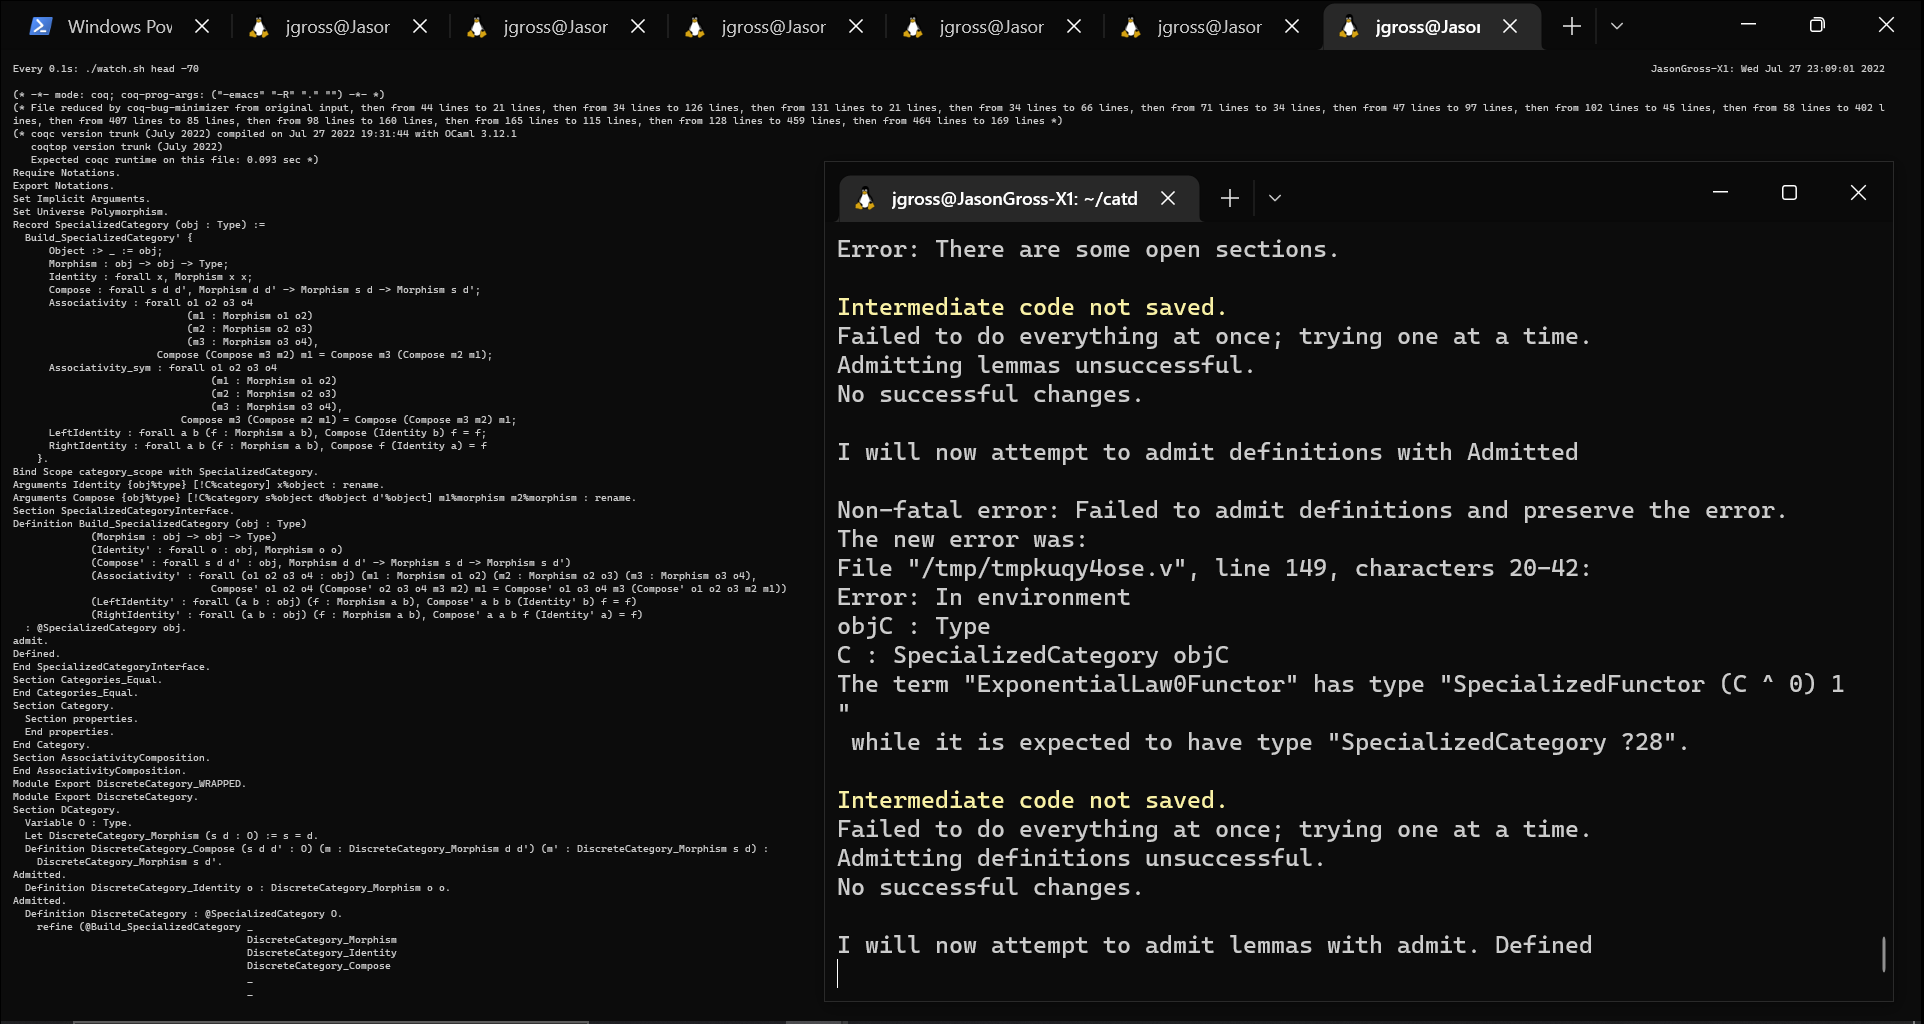 Windows Pov
jgross@Jasor
jgross@Jasor
jgross@Jasor
jgross@Jasor
jgross@Jasor
jgross@Jasor
Every 0.1s: ./watch.sh head -70
JasonGross-X1: Wed Jul 27 23:09:01 2022
(* -*- mode: coq; coq-prog-args: ("-emacs" "-R" "." "") -*- *)
(* File reduced by coq-bug-minimizer from original input, then from 44 lines to 21 lines, then from 34 lines to 126 lines, then from 131 lines to 21 lines, then from 34 lines to 66 lines, then from 71 lines to 34 lines, then from 47 lines to 97 lines, then from 102 lines to 45 lines, then from 58 lines to 402 l
ines, then from 407 lines to 85 lines, then from 98 lines to 160 lines, then from 165 lines to 115 lines, then from 128 lines to 459 lines, then from 464 lines to 169 lines *)
(* coqc version trunk (July 2022) compiled on Jul 27 2022 19:31:44 with OCaml 3.12.1
coqtop version trunk (July 2022)
Expected coqc runtime on this file: 0.093 sec *)
Require Notations.
Export Notations.
Set Implicit Arguments.
Set Universe Polymorphism.
Record SpecializedCategory (obj : Type) :=
Build_SpecializedCategory' {
Object :> _ := obj;
Morphism : obj -> obj -> Type;
Identity : forall x, Morphism x x;
Compose : forall s d d', Morphism d d' -> Morphism s d -> Morphism s d';
Associativity : forall o1 o2 o3 o4
(m1 : Morphism o1 o2)
(m2 : Morphism o2 o3)
(m3 : Morphism o3 o4),
Compose (Compose m3 m2) m1 = Compose m3 (Compose m2 m1);
Associativity_sym : forall o1 o2 o3 o4
(m1 : Morphism o1 o2)
(m2 : Morphism o2 o3)
(m3 : Morphism o3 o4),
Compose m3 (Compose m2 m1) = Compose (Compose m3 m2) m1;
LeftIdentity : forall a b (f : Morphism a b), Compose (Identity b) f = f;
RightIdentity : forall a b (f : Morphism a b), Compose f (Identity a) = f
}.
Bind Scope category_scope with SpecializedCategory.
Arguments Identity {obj%type} [!C%category] x%object : rename.
Arguments Compose {obj%type} [!C%category s%object d%object d'%object] m1%morphism m2%morphism : rename.
Section SpecializedCategoryInterface.
Definition Build_SpecializedCategory (obj : Type)
(Morphism : obj -> obj -> Type)
(Identity' : forall o : obj, Morphism o o)
(Compose' : forall s d d' : obj, Morphism d d' -> Morphism s d -> Morphism s d')
(Associativity' : forall (o1 o2 o3 o4 : obj) (m1 : Morphism o1 o2) (m2 : Morphism o2 o3) (m3 : Morphism o3 o4),
Compose' o1 o2 o4 (Compose' o2 o3 o4 m3 m2) m1 = Compose' o1 o3 o4 m3 (Compose' o1 o2 o3 m2 m1))
(LeftIdentity' : forall (a b : obj) (f : Morphism a b), Compose' a b b (Identity' b) f = f)
(RightIdentity' : forall (a b : obj) (f : Morphism a b), Compose' a a b f (Identity' a) = f)
: @SpecializedCategory obj.
admit.
Defined.
End SpecializedCategoryInterface.
Section Categories_Equal.
End Categories_Equal.
Section Category.
Section properties.
End properties.
End Category.
Section AssociativityComposition.
End AssociativityComposition.
Module Export DiscreteCategory_WRAPPED.
Module Export DiscreteCategory.
Section DCategory.
Variable O : Type.
Let DiscreteCategory_Morphism (s d : O) := s = d.
Definition DiscreteCategory_Compose (s d d' : O) (m : DiscreteCategory_Morphism d d') (m' : DiscreteCategory_Morphism s d) :
DiscreteCategory_Morphism s d'.
Admitted.
Definition DiscreteCategory_Identity o : DiscreteCategory_Morphism o o.
Admitted.
Definition DiscreteCategory : @SpecializedCategory O.
refine (@Build_SpecializedCategory _
DiscreteCategory_Morphism
DiscreteCategory_Identity
DiscreteCategory_Compose
_
_
jgross@JasonGross-X1: ~/catd
Error: There are some open sections.
Intermediate code not saved.
Failed to do everything at once; trying one at a time.
Admitting lemmas unsuccessful.
No successful changes.
I will now attempt to admit definitions with Admitted
Non-fatal error: Failed to admit definitions and preserve the error.
The new error was:
File "/tmp/tmpkuqy4ose.v", line 149, characters 20-42:
Error: In environment
objC : Type
C : SpecializedCategory objC
The term "ExponentialLaw0Functor" has type "SpecializedFunctor (C ^ 0) 1
"
while it is expected to have type "SpecializedCategory ?28".
Intermediate code not saved.
Failed to do everything at once; trying one at a time.
Admitting definitions unsuccessful.
No successful changes.
I will now attempt to admit lemmas with admit. Defined